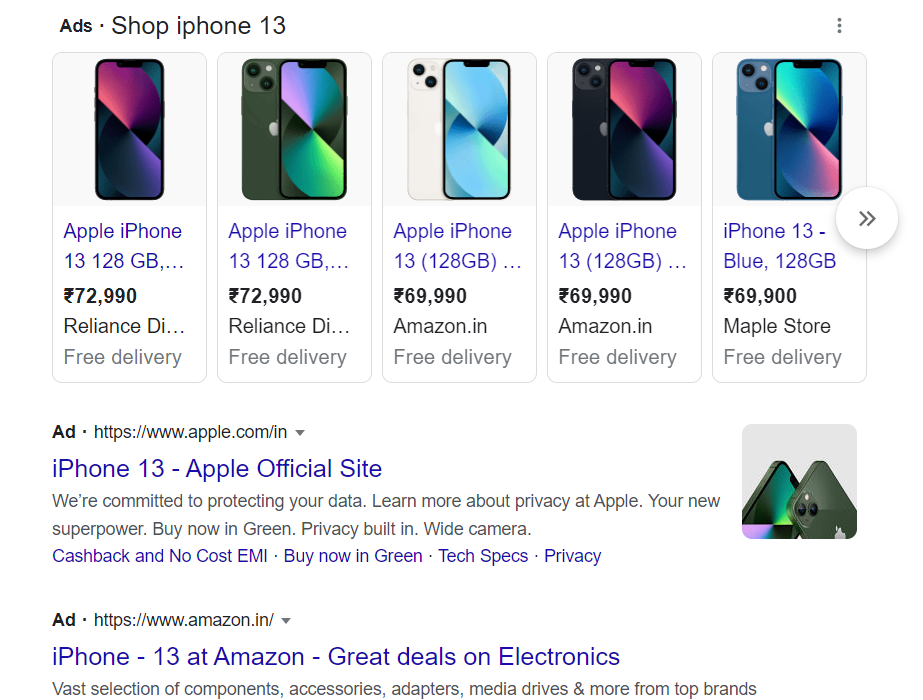 Ads · Shop iphone 13
Apple iPhone
13 128 GB,...
₹72,990
Reliance Di...
Free delivery
Apple iPhone
13 128 GB,...
₹72,990
Reliance Di...
Free delivery
Apple iPhone
13 (128GB) ...
₹69,990
Amazon.in
Free delivery
Apple iPhone
13 (128GB) ...
₹69,990
Amazon.in
Free delivery
iPhone 13 -
Blue, 128GB
₹69,900
Maple Store
Free delivery
Ad · https://www.apple.com/in
iPhone 13 - Apple Official Site
We’re committed to protecting your data. Learn more about privacy at Apple. Your new
superpower. Buy now in Green. Privacy built in. Wide camera.
Cashback and No Cost EMI · Buy now in Green · Tech Specs · Privacy
Ad · https://www.amazon.in/
iPhone - 13 at Amazon - Great deals on Electronics
Vast selection of components, accessories, adapters, media drives & more from top brands